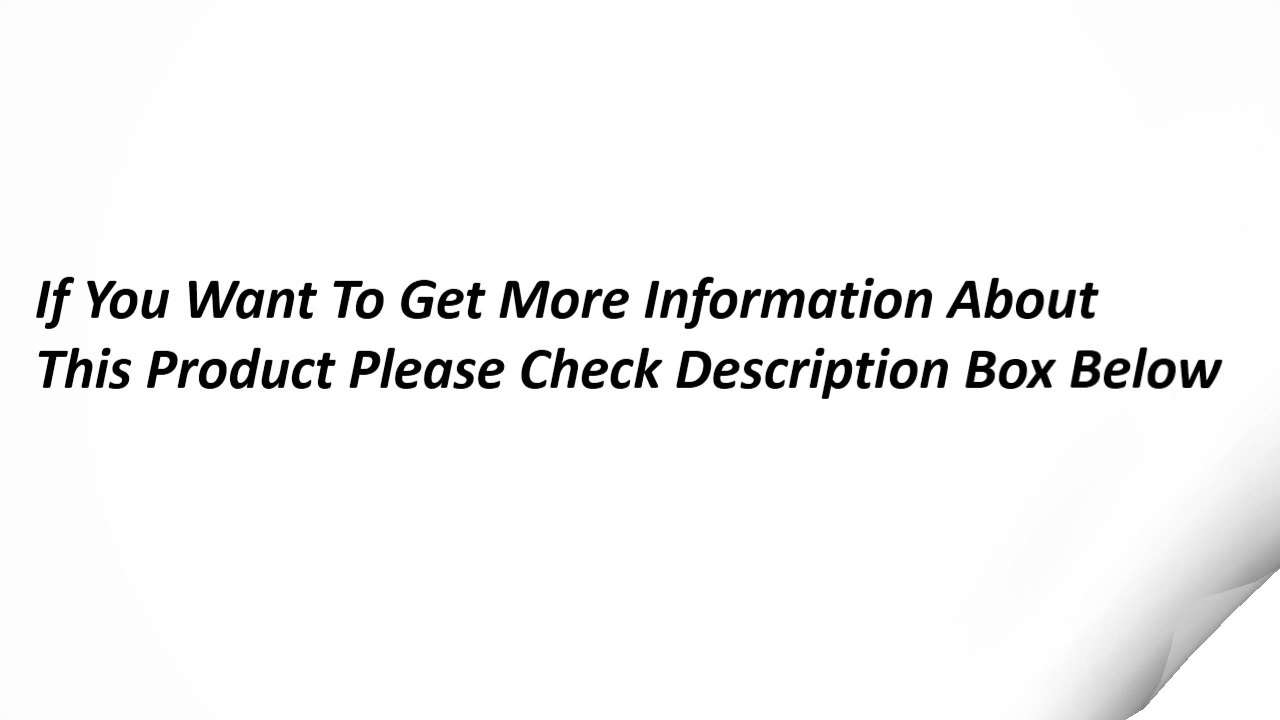 If You Want To Get More Information About
This Product Please Check Description Box Below